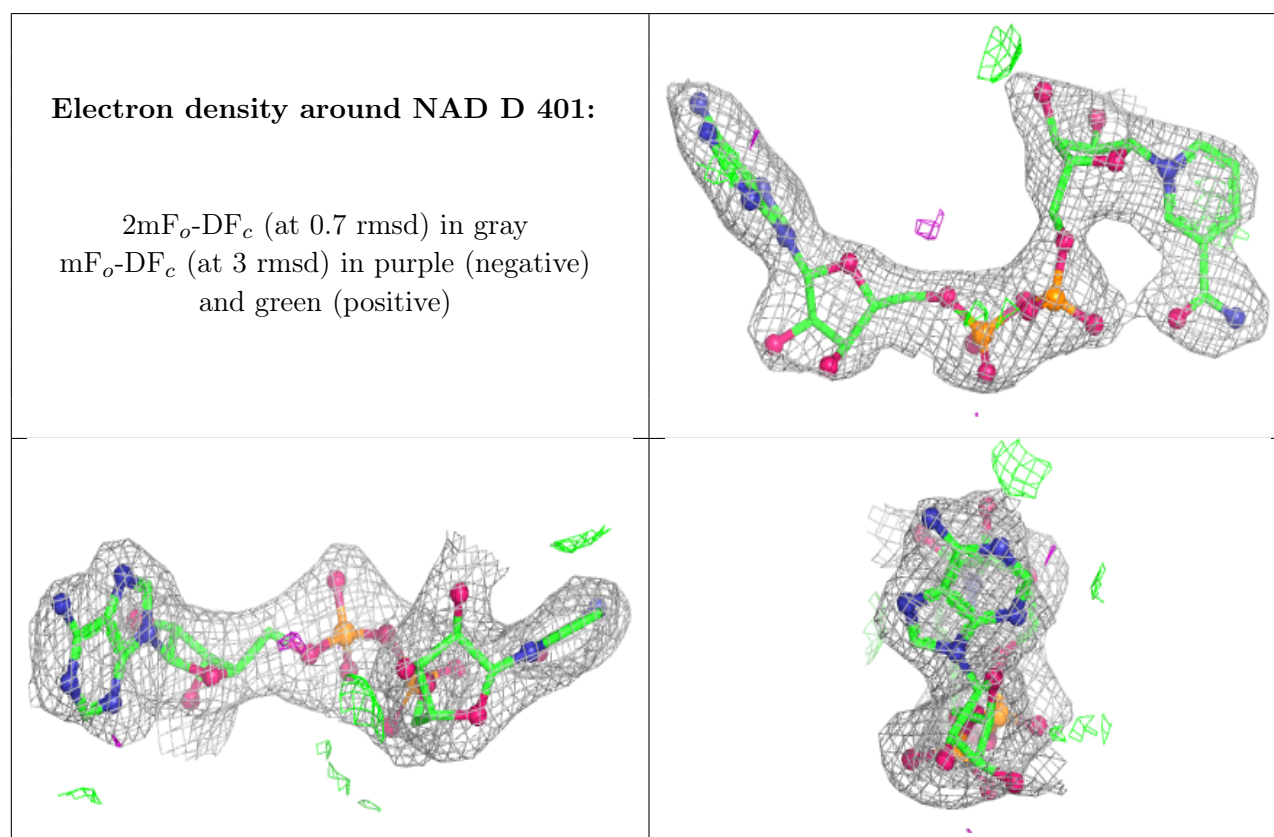 Electron density around NAD D 401:
2mFo-DFc (at 0.7 rmsd) in gray
mFo-DFc (at 3 rmsd) in purple (negative)
and green (positive)